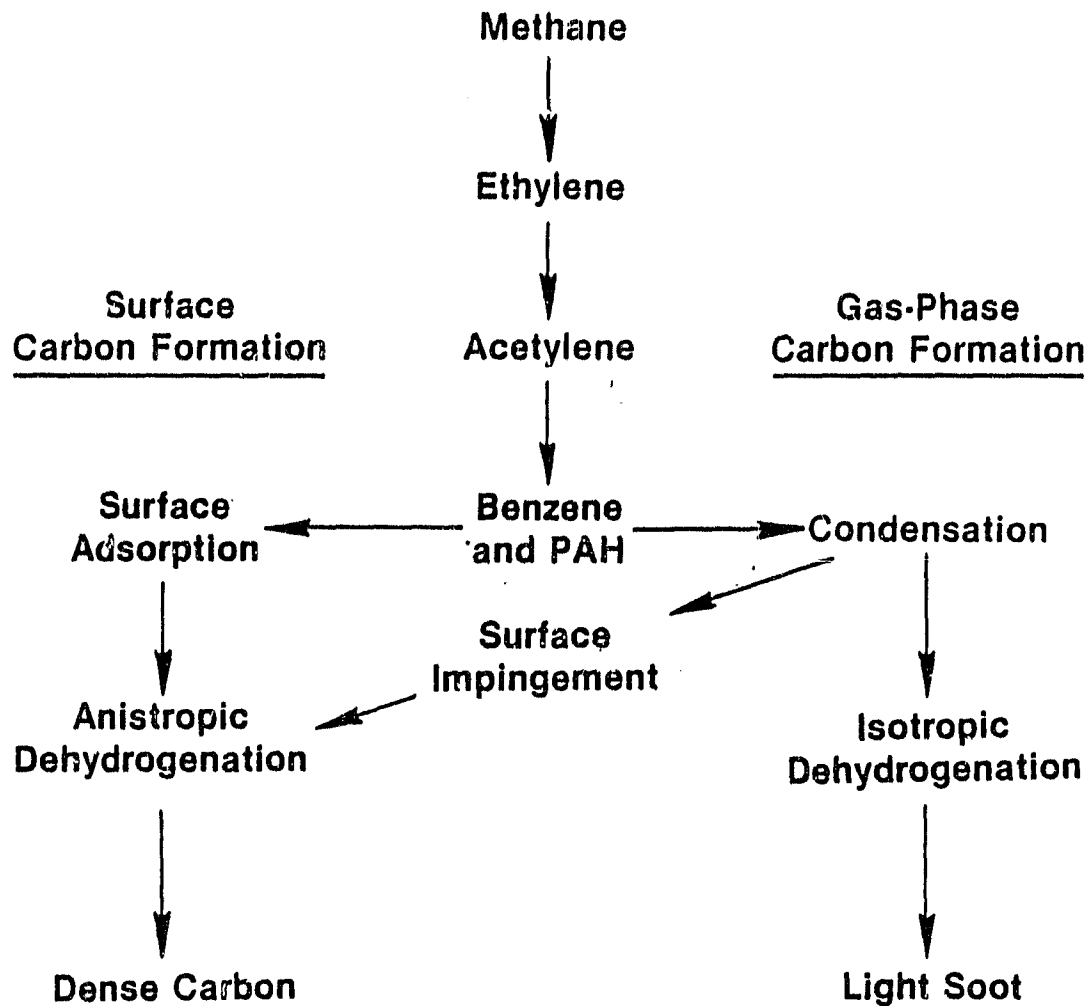 Methane
Ethylene
Surface
Carbon Formation
Acetylene
Gas-Phase
Carbon Formation
Surface
Adsorption
Benzene
and PAH
Condensation
Surface
Impingement
Anistropic
Dehydrogenation
Isotropic
Dehydrogenation
Dense Carbon
Light Soot